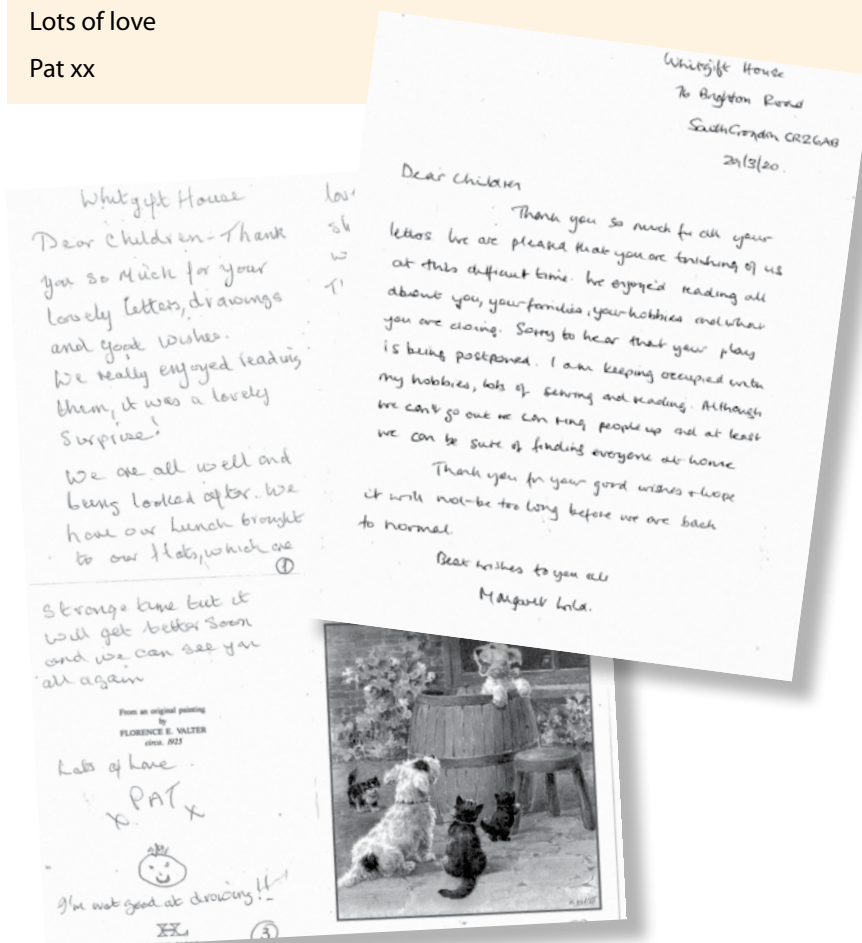 Lots of love
Pat xx
Whitgift House
76 Brighton Road
South Croydon CR26AB
29/3/20.
Dear Children
Thank you so much for all your
letters. We are pleased that you are thinking of us
at this difficult time. We enjoyed reading all
about you, your families, your hobbies and what
you are doing. Sorry to hear that your play
is being postponed. I am keeping occupied with
my hobbies, lots of sewing and reading. Although
we can't go out we can ring people up and at least
we can be sure of finding everyone at home
Thank you for your good wishes + hope
it will not be too long before we are back
to normal.
Best wishes to you all
Margaret
Whitgift House
Dear Children - Thank
you so much for your
lovely letters, drawings
and good wishes.
We really enjoyed reading
them, it was a lovely
Surprise!
We are all well and
being looked after. We
have our Lunch brought
to our flats, which are
1
strange time but it
will get better soon
and we can see you
all again
From an original painting
by
FLORENCE E. VALTER
circa. 1925
Lots of Love.
PAT
x x
I'm not good at drawing!!
3